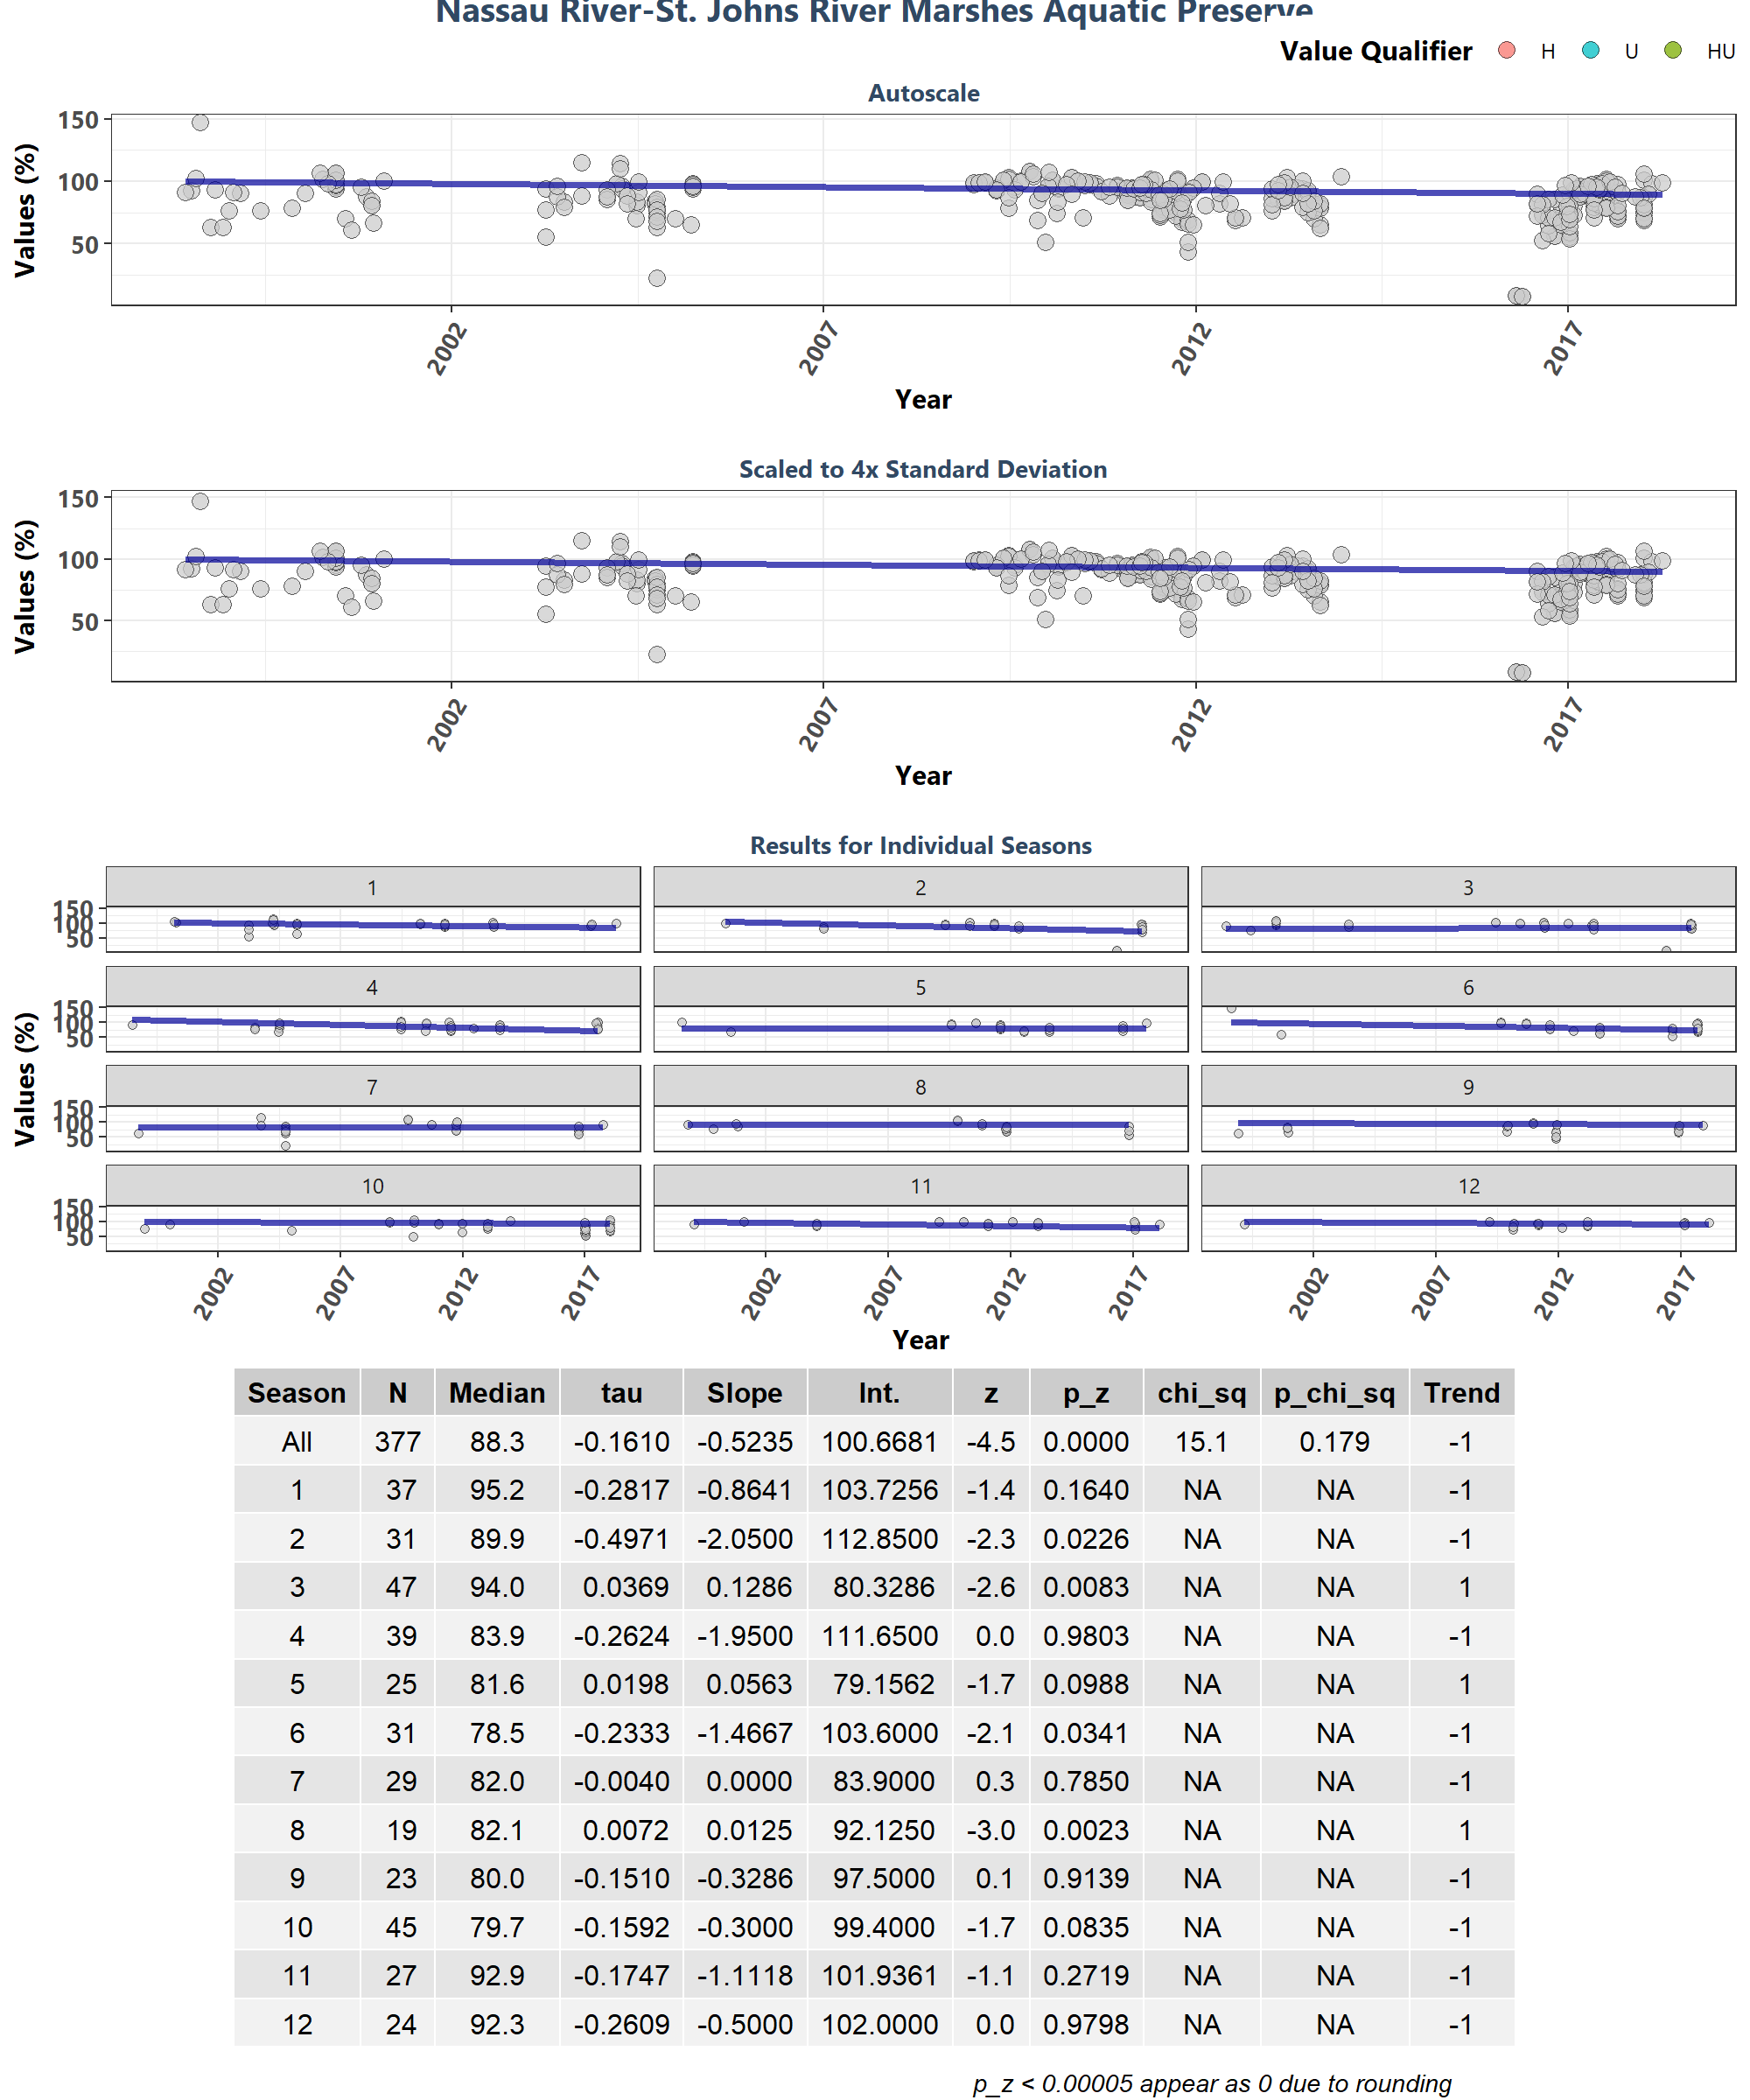 Nassau River-St. Johns River Marshes Aquatic Preserve
Value Qualifier H U HU
Autoscale
150
100
50
Values (%)
2002 2007 2012 2017
Year
Scaled to 4x Standard Deviation
150
100
50
Values (%)
2002 2007 2012 2017
Year
Results for Individual Seasons
1 2 3
150
100
50
4 5 6
150
100
50
Values (%)
7 8 9
150
100
50
10 11 12
150
100
50
2002 2007 2012 2017 2002 2007 2012 2017 2002 2007 2012 2017
Year
Season N Median tau Slope Int. z p_z chi_sq p_chi_sq Trend
All 377 88.3 -0.1610 -0.5235 100.6681 -4.5 0.0000 15.1 0.179 -1
1 37 95.2 -0.2817 -0.8641 103.7256 -1.4 0.1640 NA NA -1
2 31 89.9 -0.4971 -2.0500 112.8500 -2.3 0.0226 NA NA -1
3 47 94.0 0.0369 0.1286 80.3286 -2.6 0.0083 NA NA 1
4 39 83.9 -0.2624 -1.9500 111.6500 0.0 0.9803 NA NA -1
5 25 81.6 0.0198 0.0563 79.1562 -1.7 0.0988 NA NA 1
6 31 78.5 -0.2333 -1.4667 103.6000 -2.1 0.0341 NA NA -1
7 29 82.0 -0.0040 0.0000 83.9000 0.3 0.7850 NA NA -1
8 19 82.1 0.0072 0.0125 92.1250 -3.0 0.0023 NA NA 1
9 23 80.0 -0.1510 -0.3286 97.5000 0.1 0.9139 NA NA -1
10 45 79.7 -0.1592 -0.3000 99.4000 -1.7 0.0835 NA NA -1
11 27 92.9 -0.1747 -1.1118 101.9361 -1.1 0.2719 NA NA -1
12 24 92.3 -0.2609 -0.5000 102.0000 0.0 0.9798 NA NA -1
p_z < 0.00005 appear as 0 due to rounding